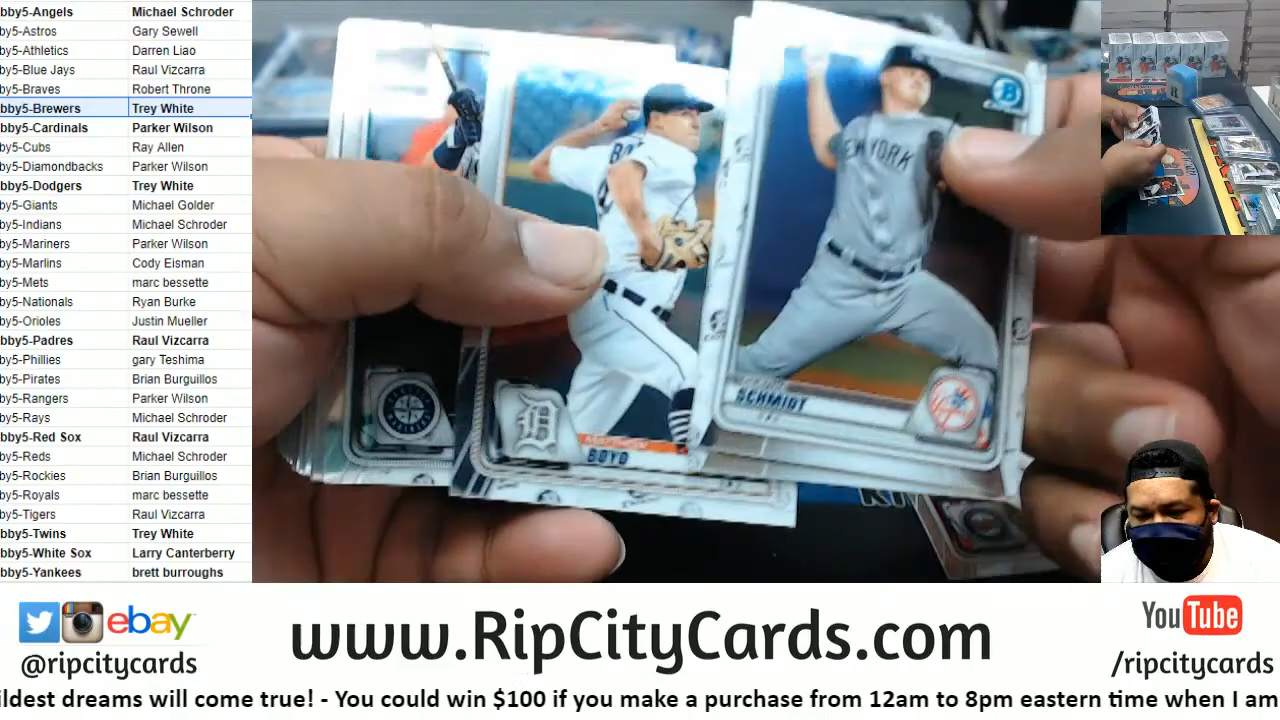 bby5-Angels Michael Schroder
by5-Astros Gary Sewell
by5-Athletics Darren Liao
by5-Blue Jays Raul Vizcarra
by5-Braves Robert Throne
bby5-Brewers Trey White
bby5-Cardinals Parker Wilson
by5-Cubs Ray Allen
by5-Diamondbacks Parker Wilson
bby5-Dodgers Trey White
by5-Giants Michael Golder
by5-Indians Michael Schroder
by5-Mariners Parker Wilson
by5-Marlins Cody Eisman
by5-Mets marc bessette
by5-Nationals Ryan Burke
by5-Orioles Justin Mueller
bby5-Padres Raul Vizcarra
by5-Phillies gary Teshima
by5-Pirates Brian Burguillos
by5-Rangers Parker Wilson
by5-Rays Michael Schroder
bby5-Red Sox Raul Vizcarra
by5-Reds Michael Schroder
by5-Rockies Brian Burguillos
by5-Royals marc bessette
by5-Tigers Raul Vizcarra
bby5-Twins Trey White
bby5-White Sox Larry Canterberry
bby5-Yankees brett burroughs
NEW YORK
SCHMIDT
MATTHEW
BOYD
ebay
@ripcitycards
www.RipCityCards.com
YouTube
/ripcitycards
ildest dreams will come true! - You could win $100 if you make a purchase from 12am to 8pm eastern time when I am